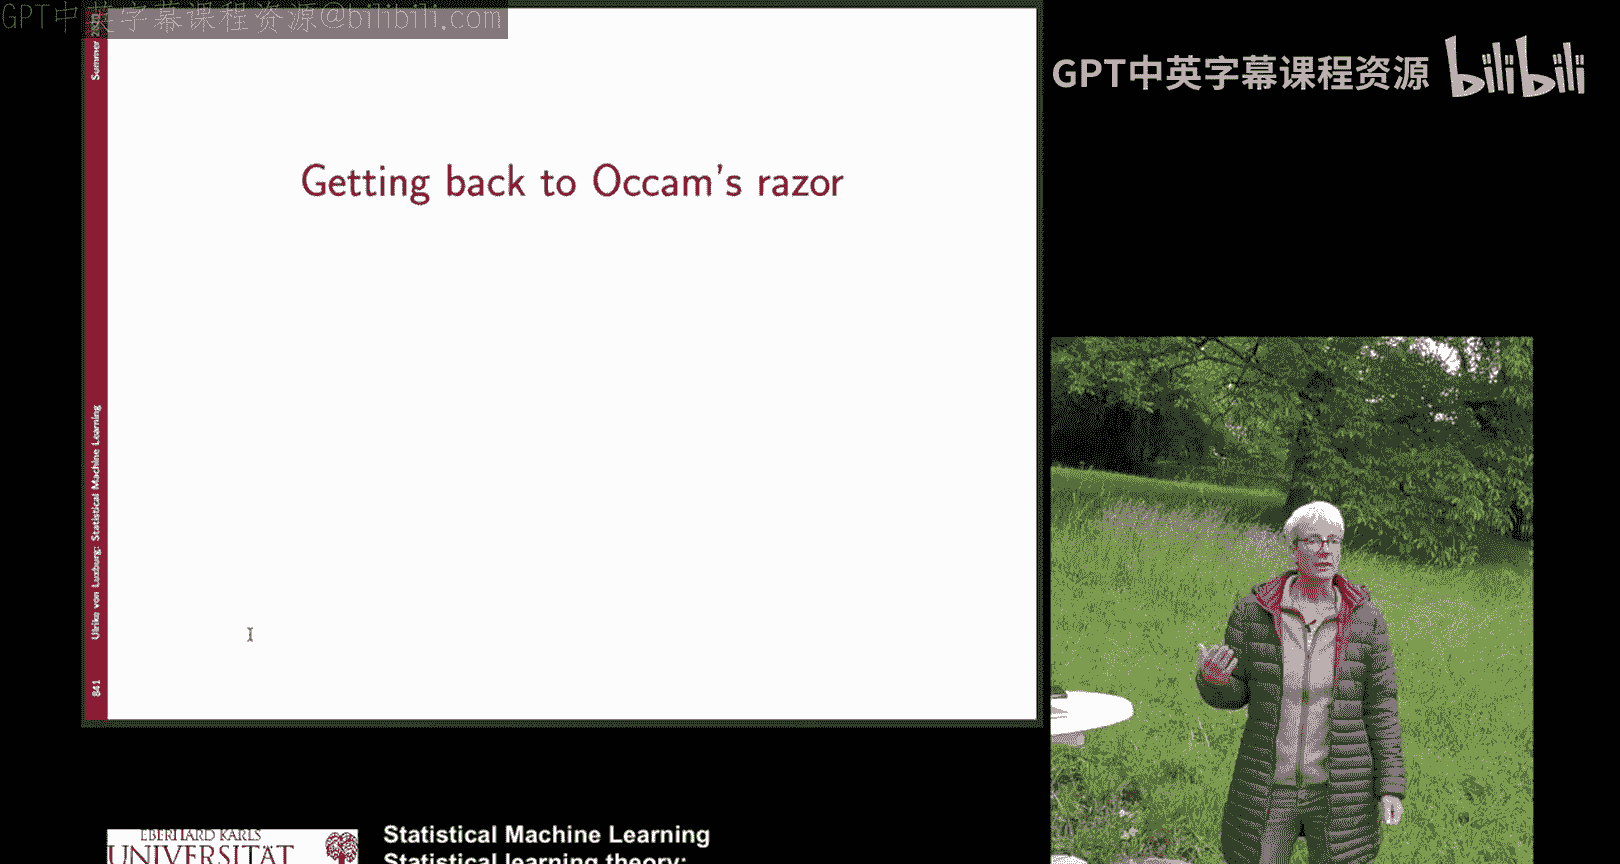 GPT中英字幕课程资源@bilibili.com
GPT中英字幕课程资源 bilibili
Summer
Getting back to Occam's razor
Ulrike von Luxburg: Statistical Machine Learning
841
EBERHARD KARLS
UNIVERSITÄT
Statistical Machine Learning
Statistical learning theory: